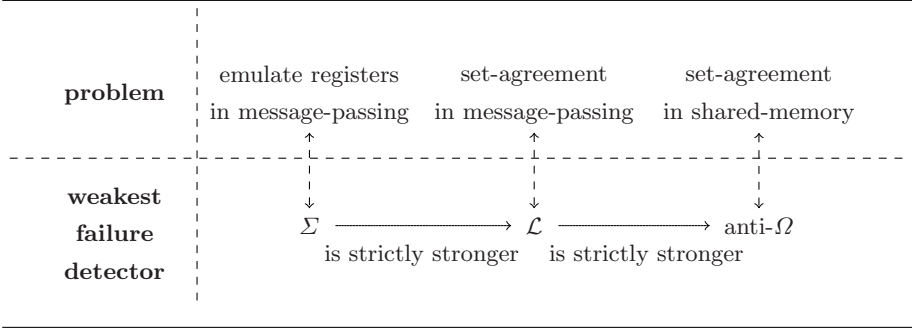 problem
emulate registers
in message-passing
set-agreement
in message-passing
set-agreement
in shared-memory
weakest
failure
detector
Σ
is strictly stronger
ℒ
is strictly stronger
anti-Ω